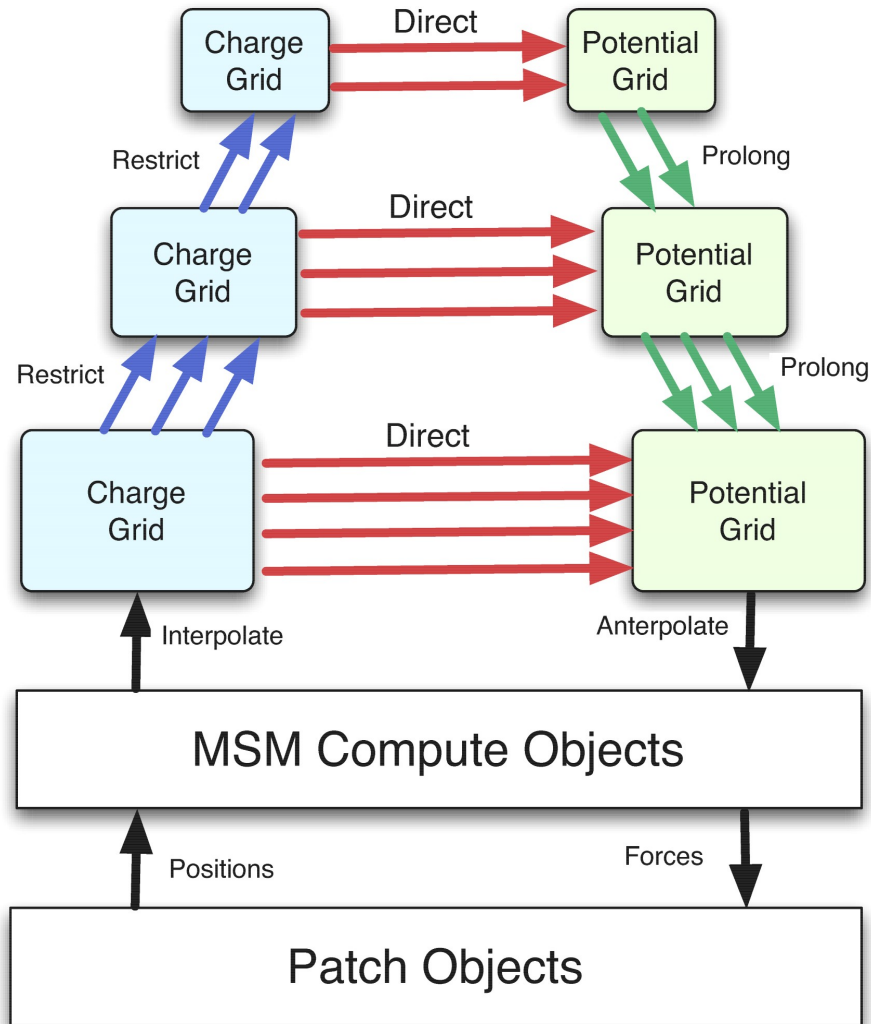 Direct
Charge
Grid
Potential
Grid
Restrict
Prolong
Direct
Charge
Grid
Potential
Grid
Restrict
Prolong
Direct
Charge
Grid
Potential
Grid
Interpolate
Anterpolate
MSM Compute Objects
Positions
Forces
Patch Objects